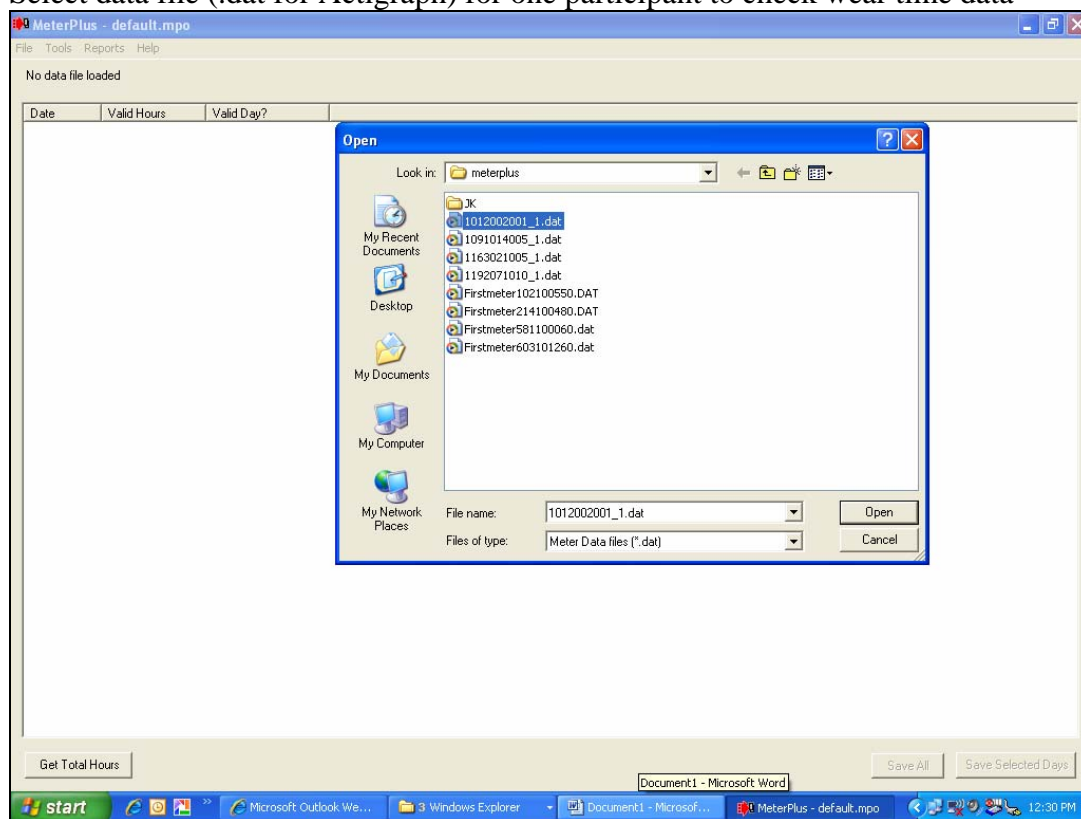 Select data file (.dat for Actigraph) for one participant to check wear time data
MeterPlus - default.mpo
File Tools Reports Help
No data file loaded
Date Valid Hours Valid Day?
Open
Look in: meterplus
My Recent Documents
Desktop
My Documents
My Computer
My Network Places
JK
1012002001_1.dat
1091014005_1.dat
1163021005_1.dat
1192071010_1.dat
Firstmeter102100550.DAT
Firstmeter214100480.DAT
Firstmeter581100060.dat
Firstmeter603101260.dat
File name: 1012002001_1.dat Open
Files of type: Meter Data files (*.dat) Cancel
Get Total Hours Save All Save Selected Days
Document1 - Microsoft Word
start Microsoft Outlook We... 3 Windows Explorer Document1 - Microsof... MeterPlus - default.mpo 12:30 PM